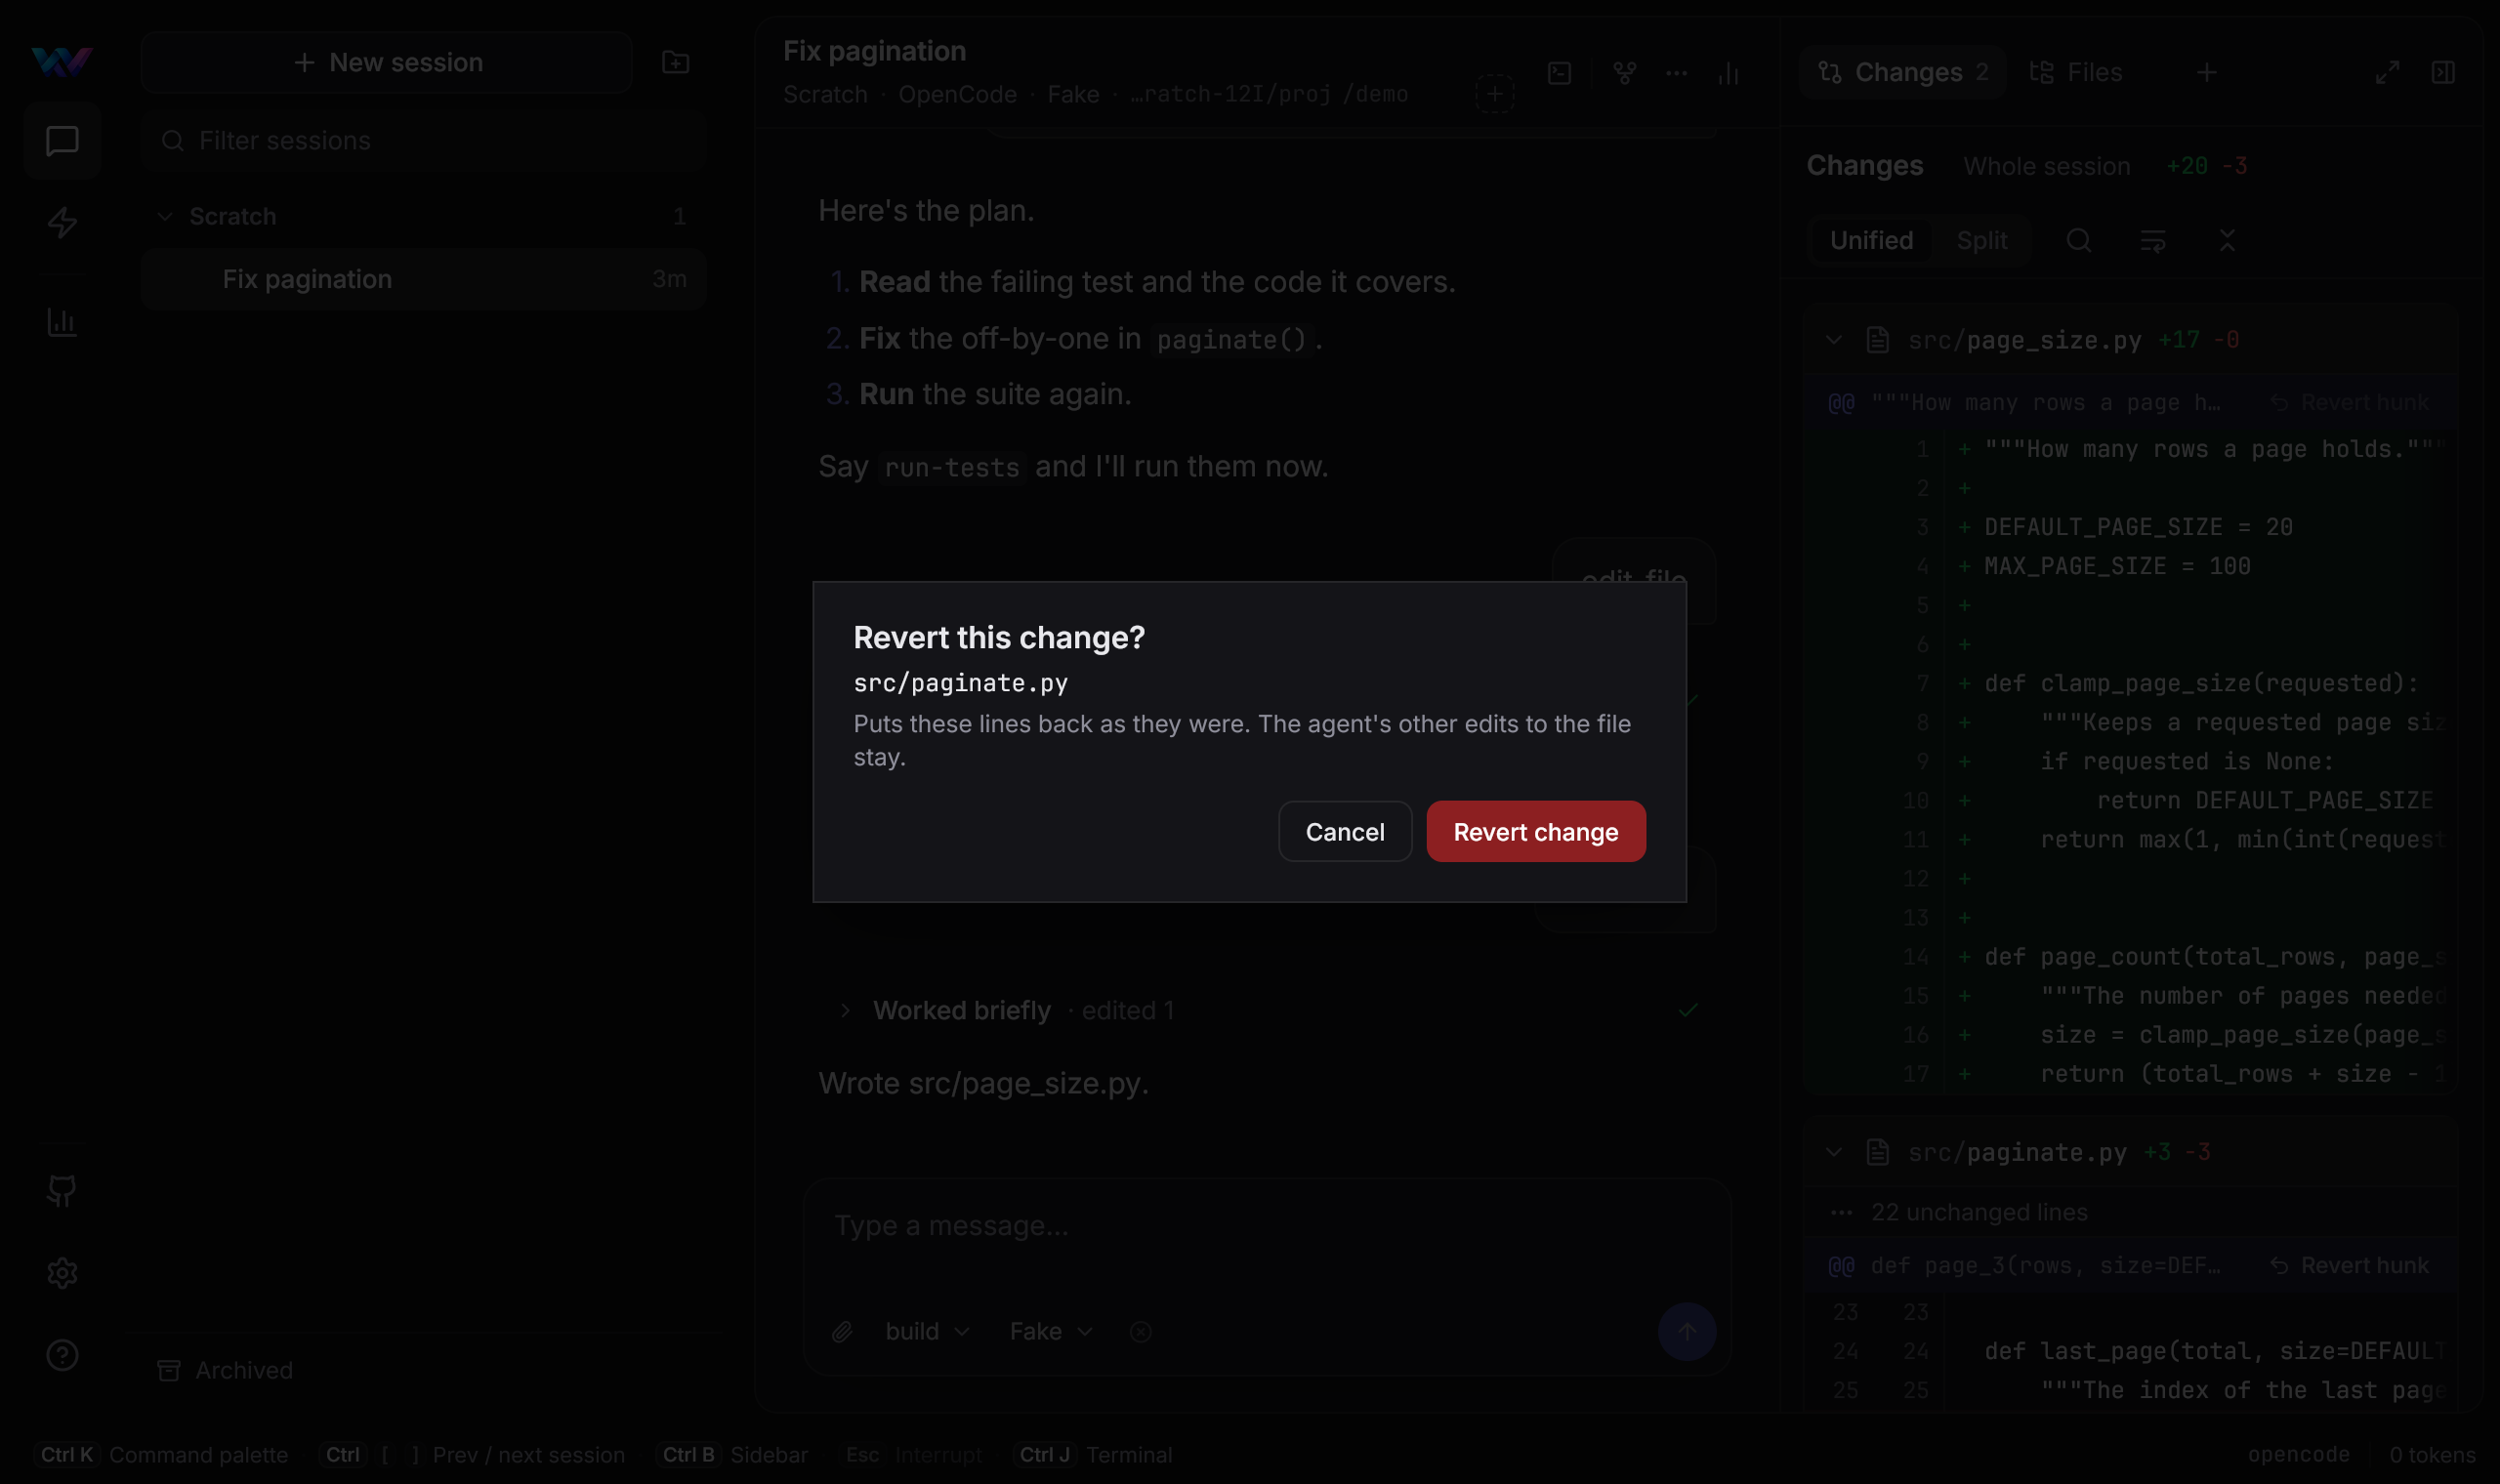 New session
Filter sessions
Scratch 1
Fix pagination 3m
Archived
Fix pagination
Scratch · OpenCode · Fake · …ratch-12I/proj /demo
Here's the plan.
1. Read the failing test and the code it covers.
2. Fix the off-by-one in paginate().
3. Run the suite again.
Say run-tests and I'll run them now.
edit-file
Revert this change?
src/paginate.py
Puts these lines back as they were. The agent's other edits to the file
stay.
Cancel Revert change
Worked briefly · edited 1
Wrote src/page_size.py.
Type a message...
build Fake
Changes 2 Files
Changes Whole session +20 -3
Unified Split
src/page_size.py +17 -0
@@ """How many rows a page h… Revert hunk
1 + """How many rows a page holds."""
2 +
3 + DEFAULT_PAGE_SIZE = 20
4 + MAX_PAGE_SIZE = 100
5 +
6 +
7 + def clamp_page_size(requested):
8 + """Keeps a requested page siz
9 + if requested is None:
10 + return DEFAULT_PAGE_SIZE
11 + return max(1, min(int(request
12 +
13 +
14 + def page_count(total_rows, page_s
15 + """The number of pages needed
16 + size = clamp_page_size(page_s
17 + return (total_rows + size - 1
src/paginate.py +3 -3
22 unchanged lines
@@ def page_3(rows, size=DEF… Revert hunk
23 23
24 24 def last_page(total, size=DEFAULT
25 25 """The index of the last page
Ctrl K Command palette Ctrl [ ] Prev / next session Ctrl B Sidebar Esc Interrupt Ctrl J Terminal
opencode 0 tokens